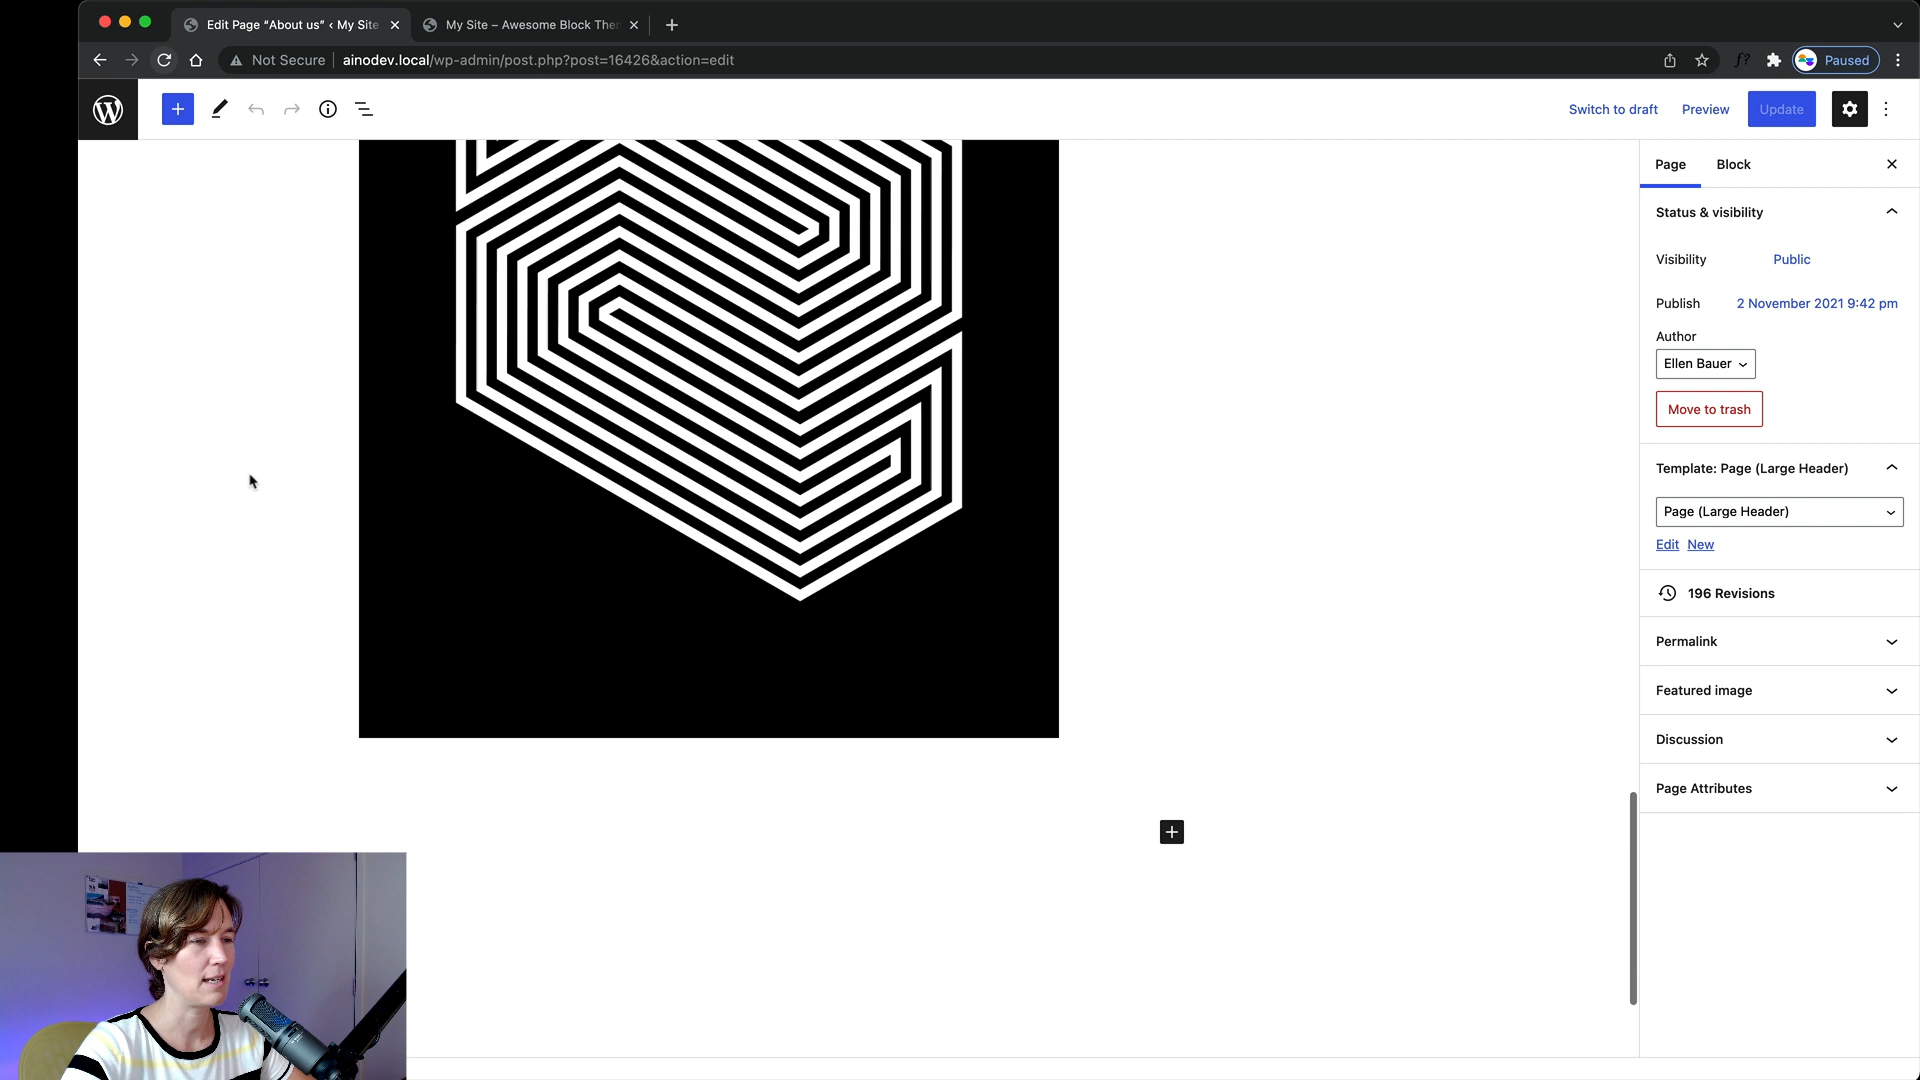 Edit Page “About us” ‹ My Site
My Site – Awesome Block Then
Not Secure
ainodev.local/wp-admin/post.php?post=16426&action=edit
f?
Paused
Switch to draft
Preview
Update
Page
Block
Status & visibility
Visibility
Public
Publish
2 November 2021 9:42 pm
Author
Ellen Bauer
Move to trash
Template: Page (Large Header)
Page (Large Header)
Edit New
196 Revisions
Permalink
Featured image
Discussion
Page Attributes